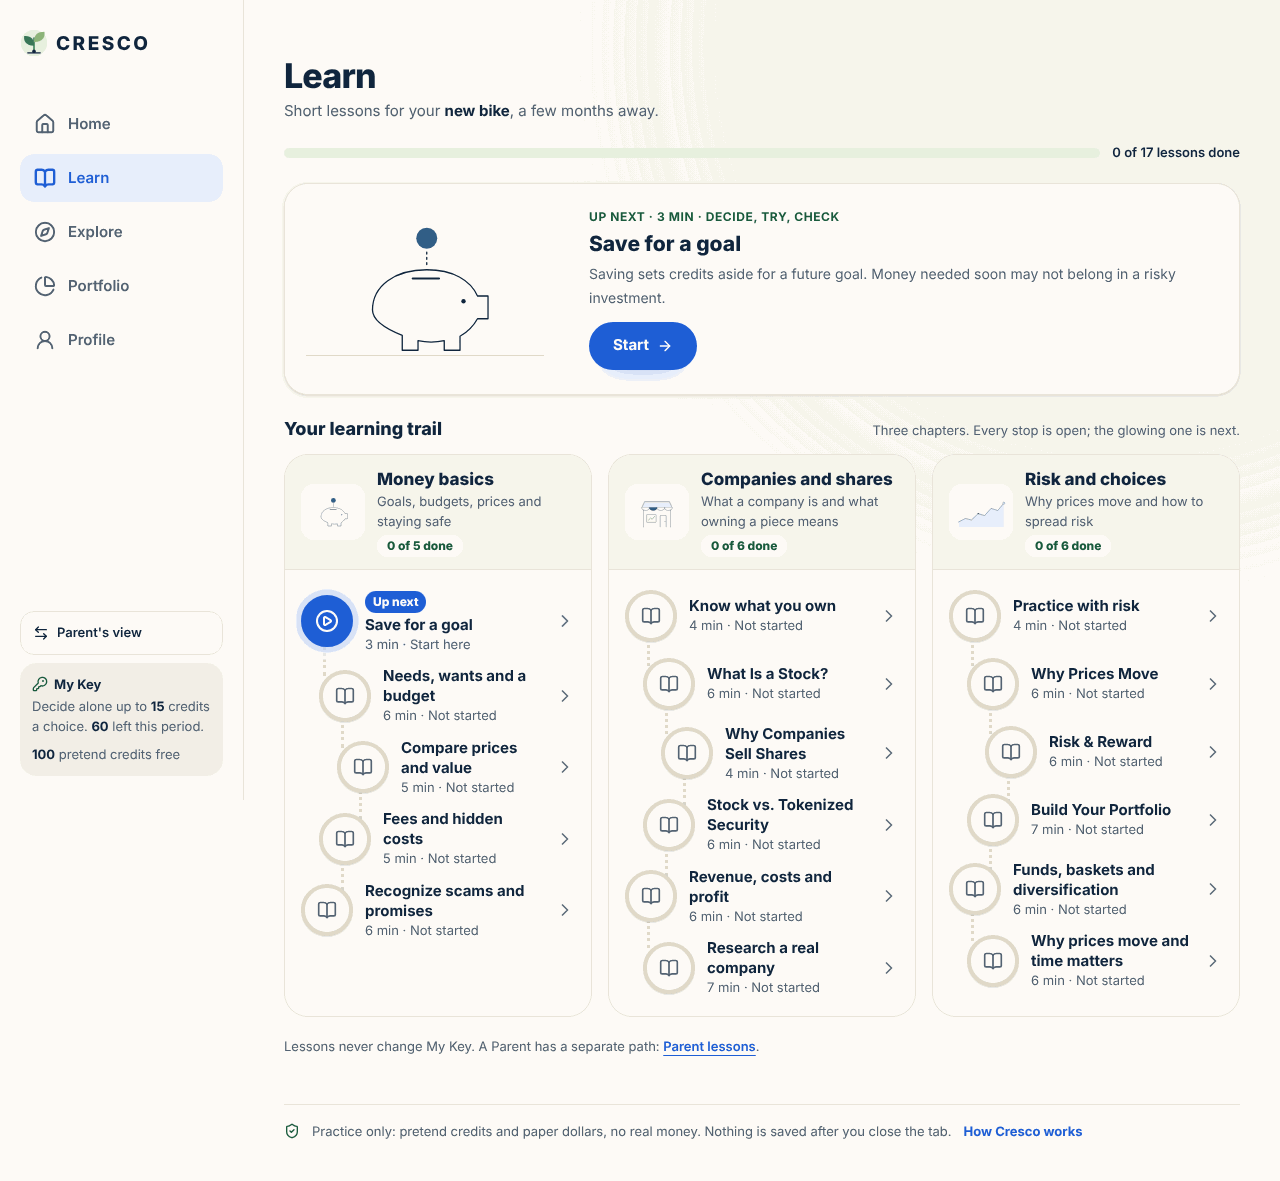 CRESCO
Home
Learn
Explore
Portfolio
Profile
Parent's view
My Key
Decide alone up to 15 credits
a choice. 60 left this period.
100 pretend credits free
Learn
Short lessons for your new bike, a few months away.
0 of 17 lessons done
UP NEXT · 3 MIN · DECIDE, TRY, CHECK
Save for a goal
Saving sets credits aside for a future goal. Money needed soon may not belong in a risky
investment.
Start
Your learning trail
Three chapters. Every stop is open; the glowing one is next.
Money basics
Goals, budgets, prices and
staying safe
0 of 5 done
Up next
Save for a goal
3 min · Start here
Needs, wants and a
budget
6 min · Not started
Compare prices
and value
5 min · Not started
Fees and hidden
costs
5 min · Not started
Recognize scams and
promises
6 min · Not started
Companies and shares
What a company is and what
owning a piece means
0 of 6 done
Know what you own
4 min · Not started
What Is a Stock?
6 min · Not started
Why Companies
Sell Shares
4 min · Not started
Stock vs. Tokenized
Security
6 min · Not started
Revenue, costs and
profit
6 min · Not started
Research a real
company
7 min · Not started
Risk and choices
Why prices move and how to
spread risk
0 of 6 done
Practice with risk
4 min · Not started
Why Prices Move
6 min · Not started
Risk & Reward
6 min · Not started
Build Your Portfolio
7 min · Not started
Funds, baskets and
diversification
6 min · Not started
Why prices move and
time matters
6 min · Not started
Lessons never change My Key. A Parent has a separate path: Parent lessons.
Practice only: pretend credits and paper dollars, no real money. Nothing is saved after you close the tab. How Cresco works